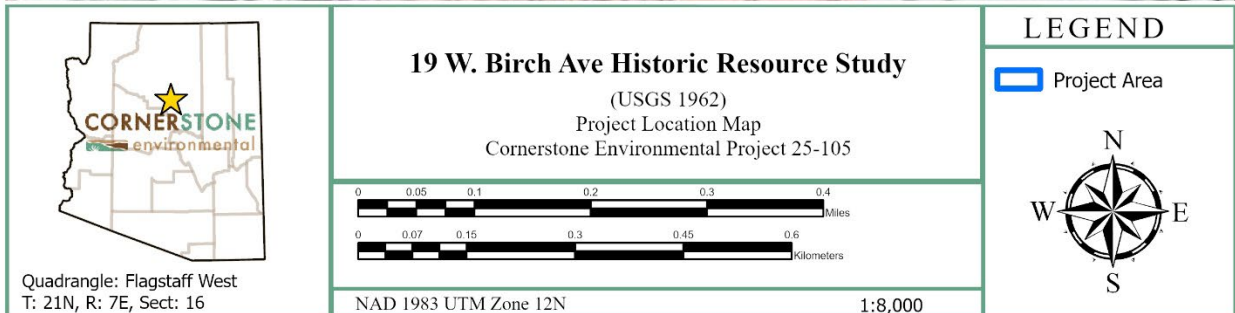 CORNERSTONE
environmental
Quadrangle: Flagstaff West
T: 21N, R: 7E, Sect: 16
19 W. Birch Ave Historic Resource Study
(USGS 1962)
Project Location Map
Cornerstone Environmental Project 25-105
0 0.05 0.1 0.2 0.3 0.4
Miles
0 0.07 0.15 0.3 0.45 0.6
Kilometers
NAD 1983 UTM Zone 12N 1:8,000
LEGEND
Project Area
N
W E
S